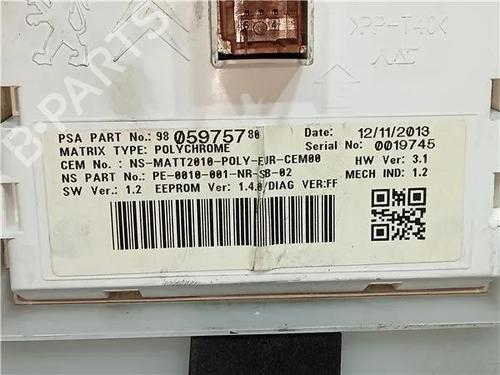 >PP-T40<
B-PARTS
PSA PART No.: 98 059757 80 Date: 12/11/2013
MATRIX TYPE: POLYCHROME Serial No: 0019745
CEM No.: NS-MATT2010-POLY-EUR-CEM00 HW Ver.: 3.1
NS PART No.: PE-0010-001-NR-SB-02 MECH IND: 1.2
SW Ver.: 1.2 EEPROM Ver.: 1.4.0/DIAG VER:FF